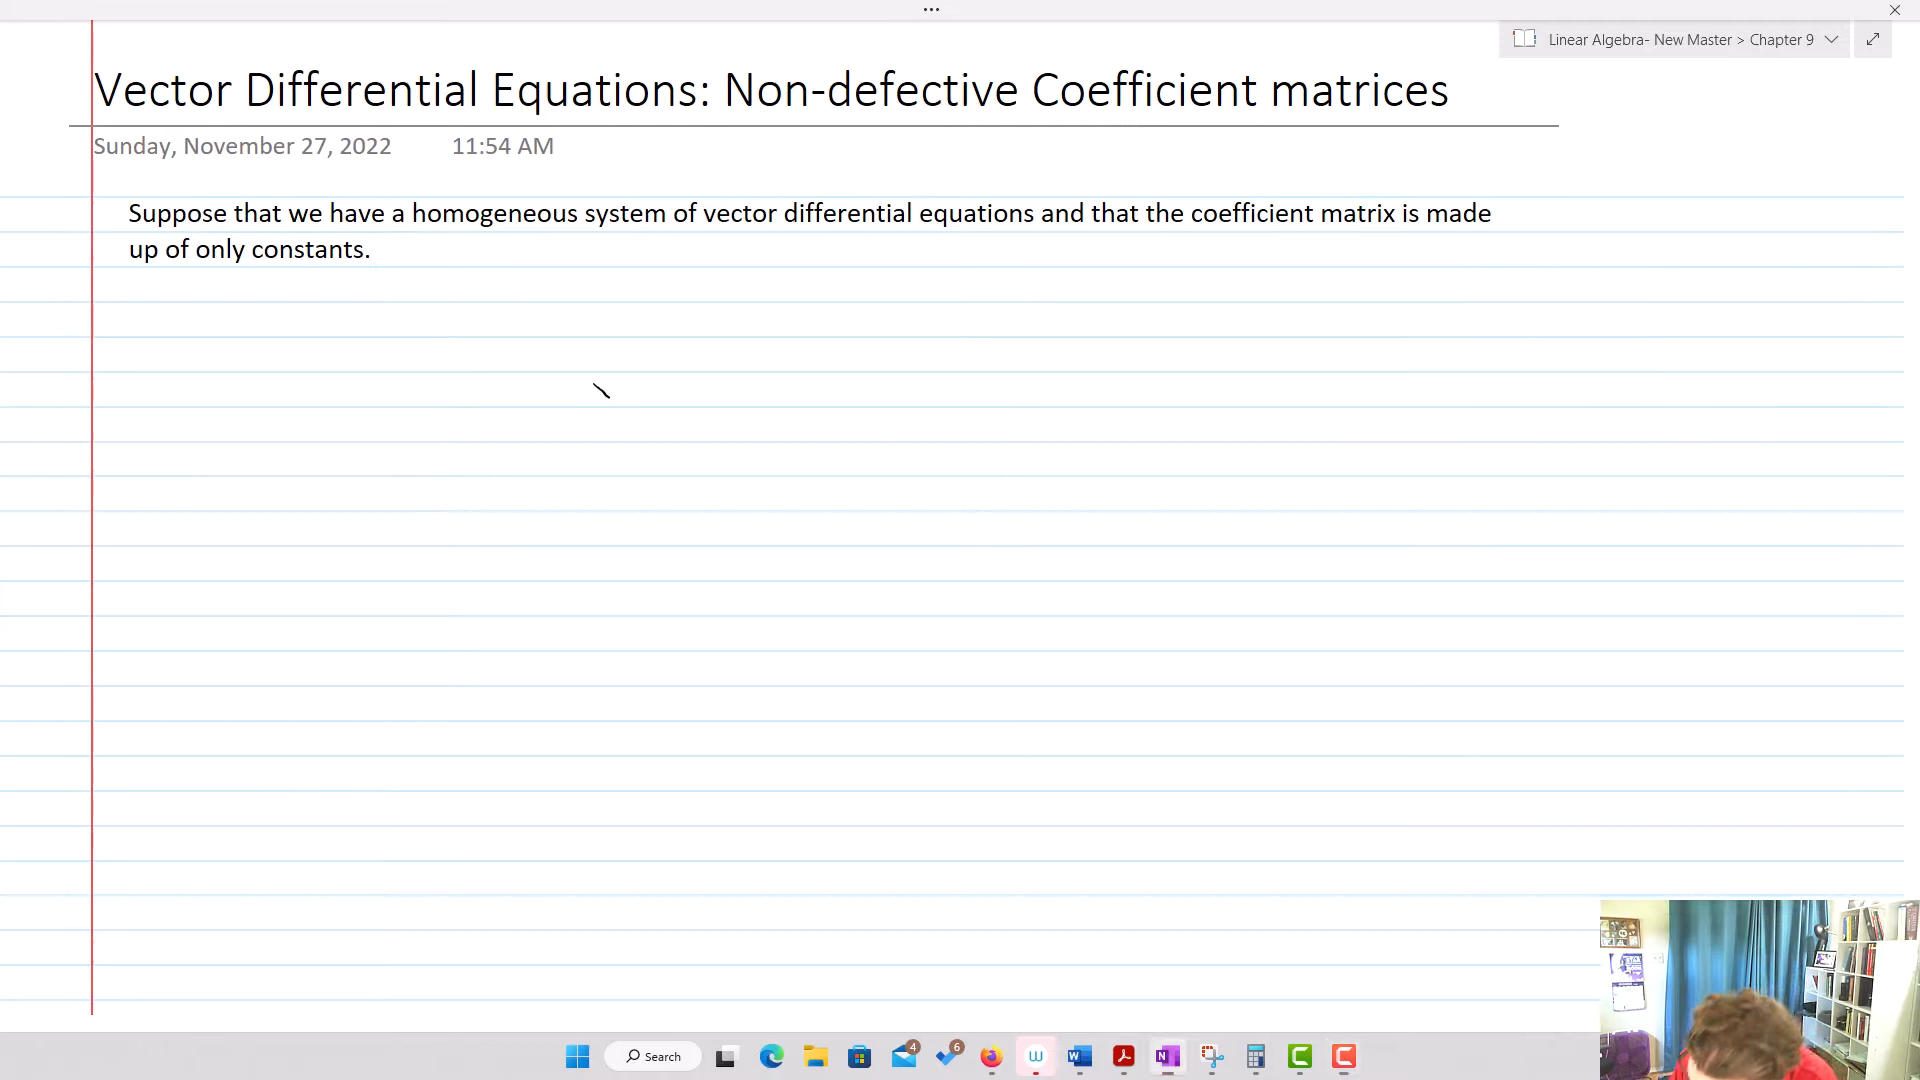 Linear Algebra- New Master > Chapter 9
Vector Differential Equations: Non-defective Coefficient matrices
Sunday, November 27, 2022 11:54 AM
Suppose that we have a homogeneous system of vector differential equations and that the coefficient matrix is made
up of only constants.
Search
4
6